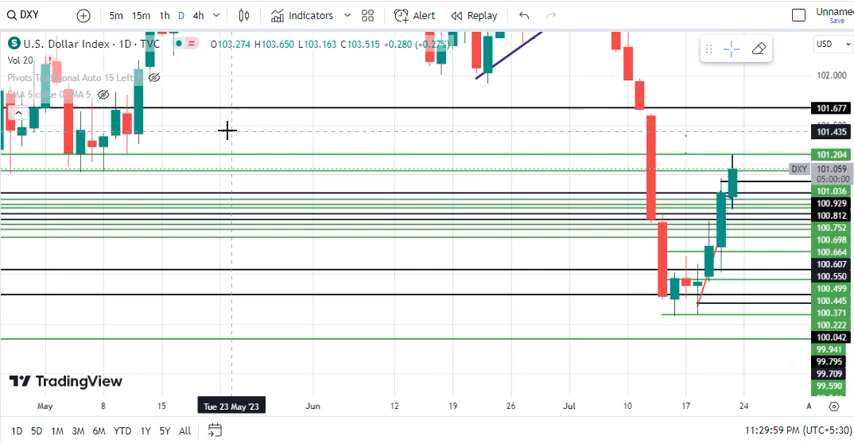 DXY 5m 15m 1h D 4h Indicators Alert Replay Unname
Save
U.S. Dollar Index · 1D · TVC O103.274 H103.650 L103.163 C103.515 +0.280 (+0.27%)
USD
Vol 20
Pivots Traditional Auto 15 Left
MA 5 close 0 MA 5
102.000
101.677
101.435
101.204
DXY 101.059
05:00:00
101.036
100.929
100.812
100.752
100.698
100.664
100.607
100.550
100.499
100.445
100.371
100.222
100.042
99.941
99.795
99.709
99.590
TradingView
May 8 15 Tue 23 May '23 Jun 12 19 26 Jul 10 17 24 A
1D 5D 1M 3M 6M YTD 1Y 5Y All 11:29:59 PM (UTC+5:30)